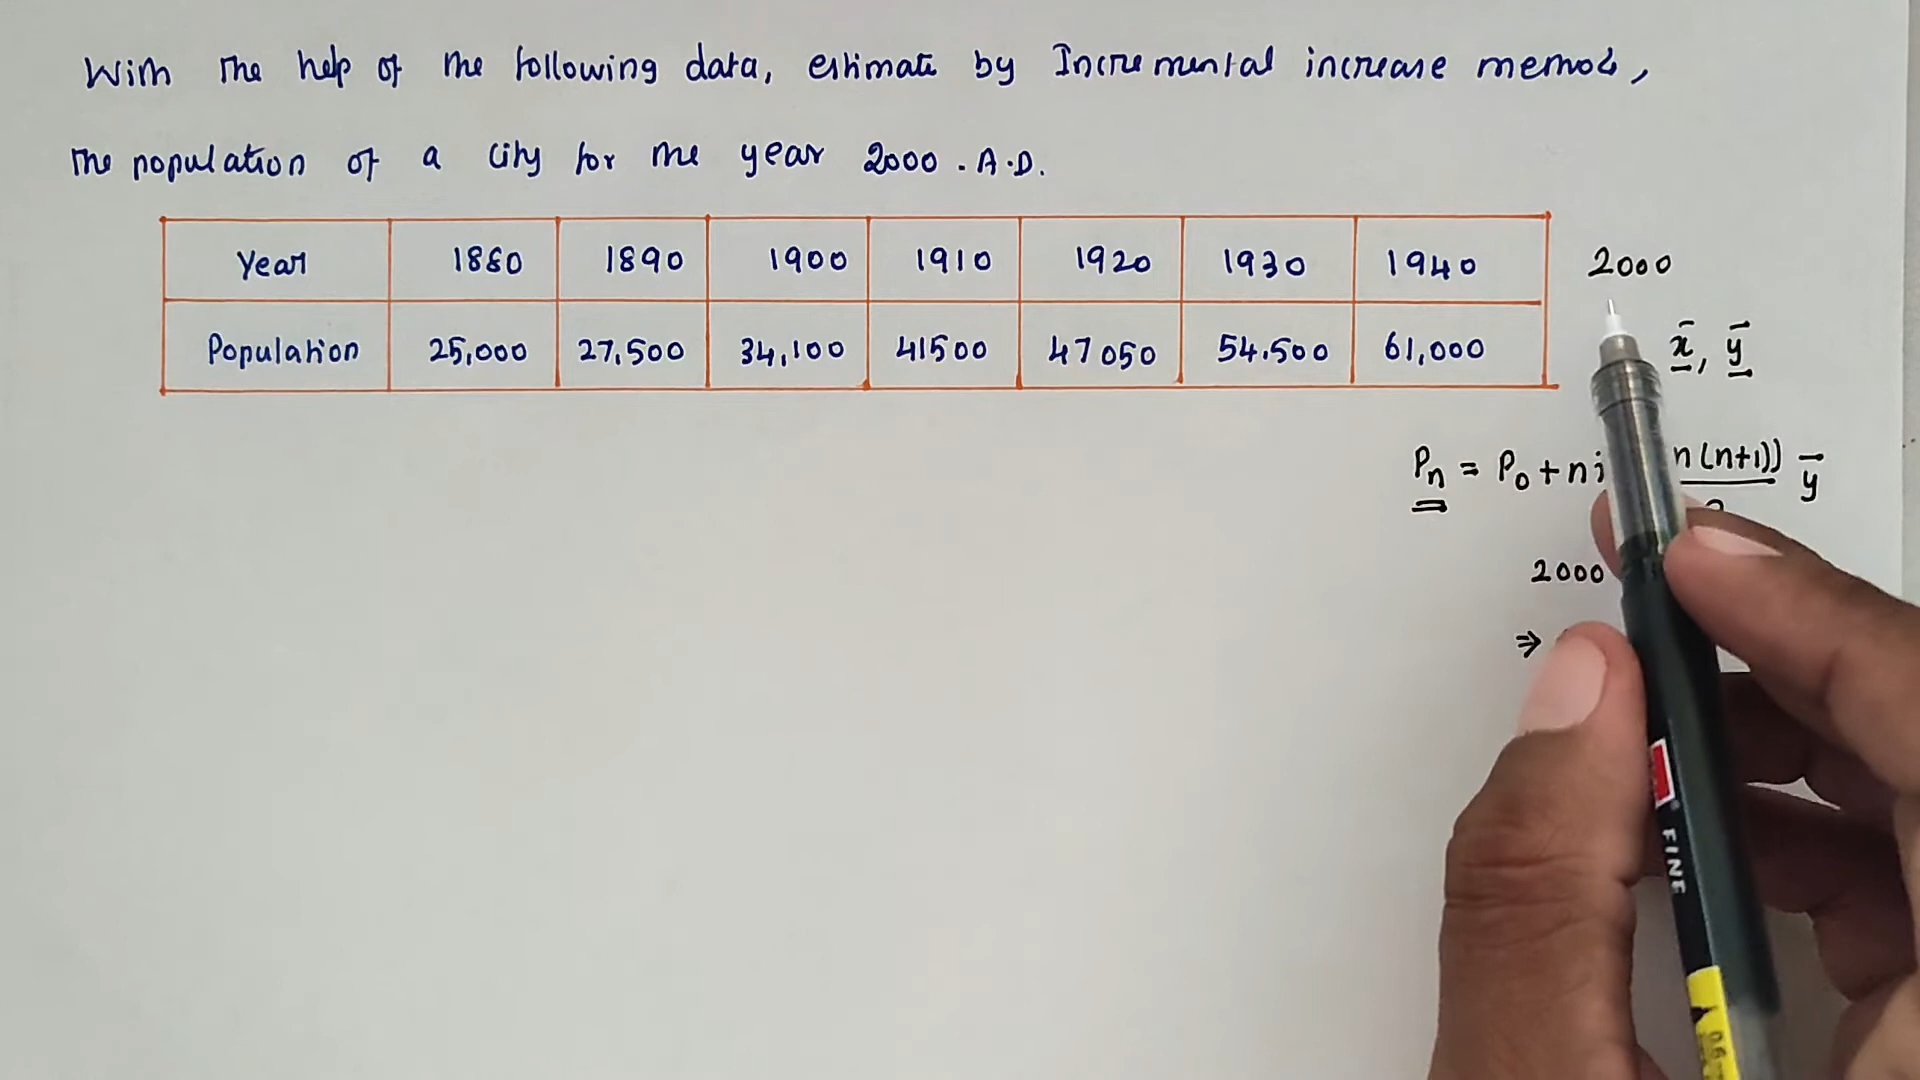 With the help of the following data, estimate by Incremental increase method,
The population of a city for the year 2000 . A.D.
Year 1880 1890 1900 1910 1920 1930 1940 2000
Population 25,000 27,500 34,100 41500 47050 54.500 61,000 x̄, ȳ
Pn = P0 + n n(n+1)) ȳ
2000
⇒
FINE